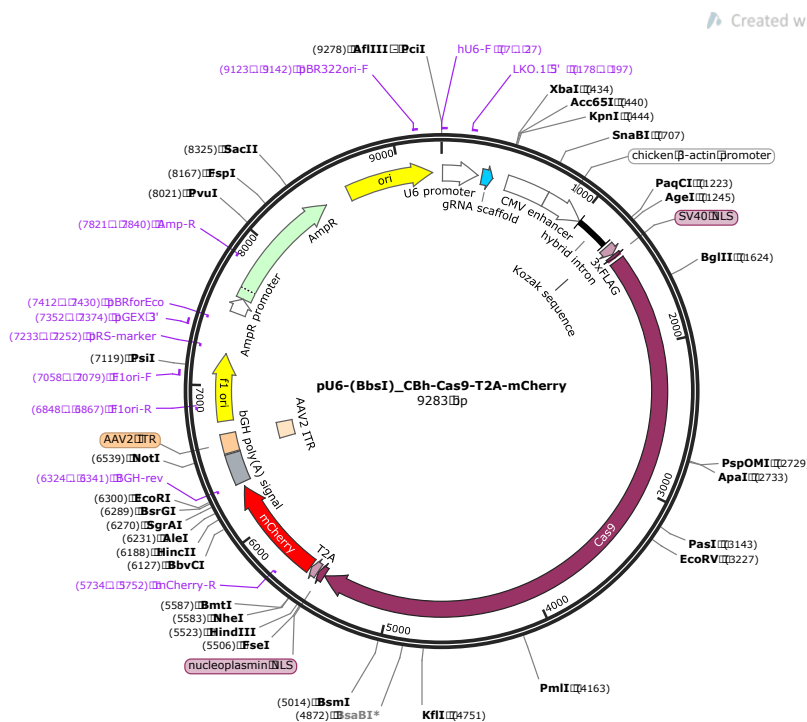 Created w
(9278) AflIII - PciI
hU6-F (7 .. 27)
(9123 .. 9142) pBR322ori-F
LKO.1 5' (178 .. 197)
XbaI (434)
Acc65I (440)
KpnI (444)
SnaBI (707)
chicken β-actin promoter
PaqCI (1223)
AgeI (1245)
SV40 NLS
BglII (1624)
(8325) SacII
(8167) FspI
(8021) PvuI
(7821 .. 7840) Amp-R
(7412 .. 7430) pBRforEco
(7352 .. 7374) pGEX 3'
(7233 .. 7252) pRS-marker
(7119) PsiI
(7058 .. 7079) F1ori-F
(6848 .. 6867) F1ori-R
AAV2 ITR
(6539) NotI
(6324 .. 6341) BGH-rev
(6300) EcoRI
(6289) BsrGI
(6270) SgrAI
(6231) AleI
(6188) HincII
(6127) BbvCI
(5734 .. 5752) mCherry-R
(5587) BmtI
(5583) NheI
(5523) HindIII
(5506) FseI
nucleoplasmin NLS
(5014) BsmI
(4872) BsaBI*
KflI (4751)
PmlI (4163)
EcoRV (3227)
PasI (3143)
ApaI (2733)
PspOMI (2729)
1000
2000
3000
4000
5000
6000
7000
8000
9000
ori
U6 promoter
gRNA scaffold
CMV enhancer
hybrid intron
3xFLAG
Kozak sequence
AmpR
AmpR promoter
f1 ori
bGH poly(A) signal
AAV2 ITR
mCherry
T2A
Cas9
pU6-(BbsI)_CBh-Cas9-T2A-mCherry
9283 bp